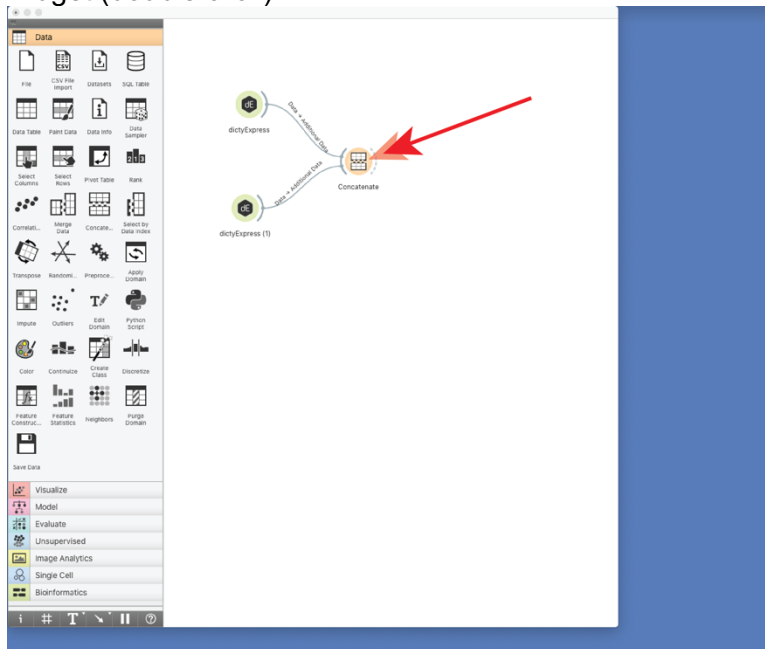 Data
File
CSV File
Import
Datasets
SQL Table
Data Table
Paint Data
Data Info
Data
Sampler
Select
Columns
Select
Rows
Pivot Table
Rank
Correlati...
Merge
Data
Concate...
Select by
Data Index
Transpose
Randomi...
Preproce...
Apply
Domain
Impute
Outliers
Edit
Domain
Python
Script
Color
Continuize
Create
Class
Discretize
Feature
Construc...
Feature
Statistics
Neighbors
Purge
Domain
Save Data
Visualize
Model
Evaluate
Unsupervised
Image Analytics
Single Cell
Bioinformatics
dE
dictyExpress
Data → Additional Data
Concatenate
Data → Additional Data
dE
dictyExpress (1)